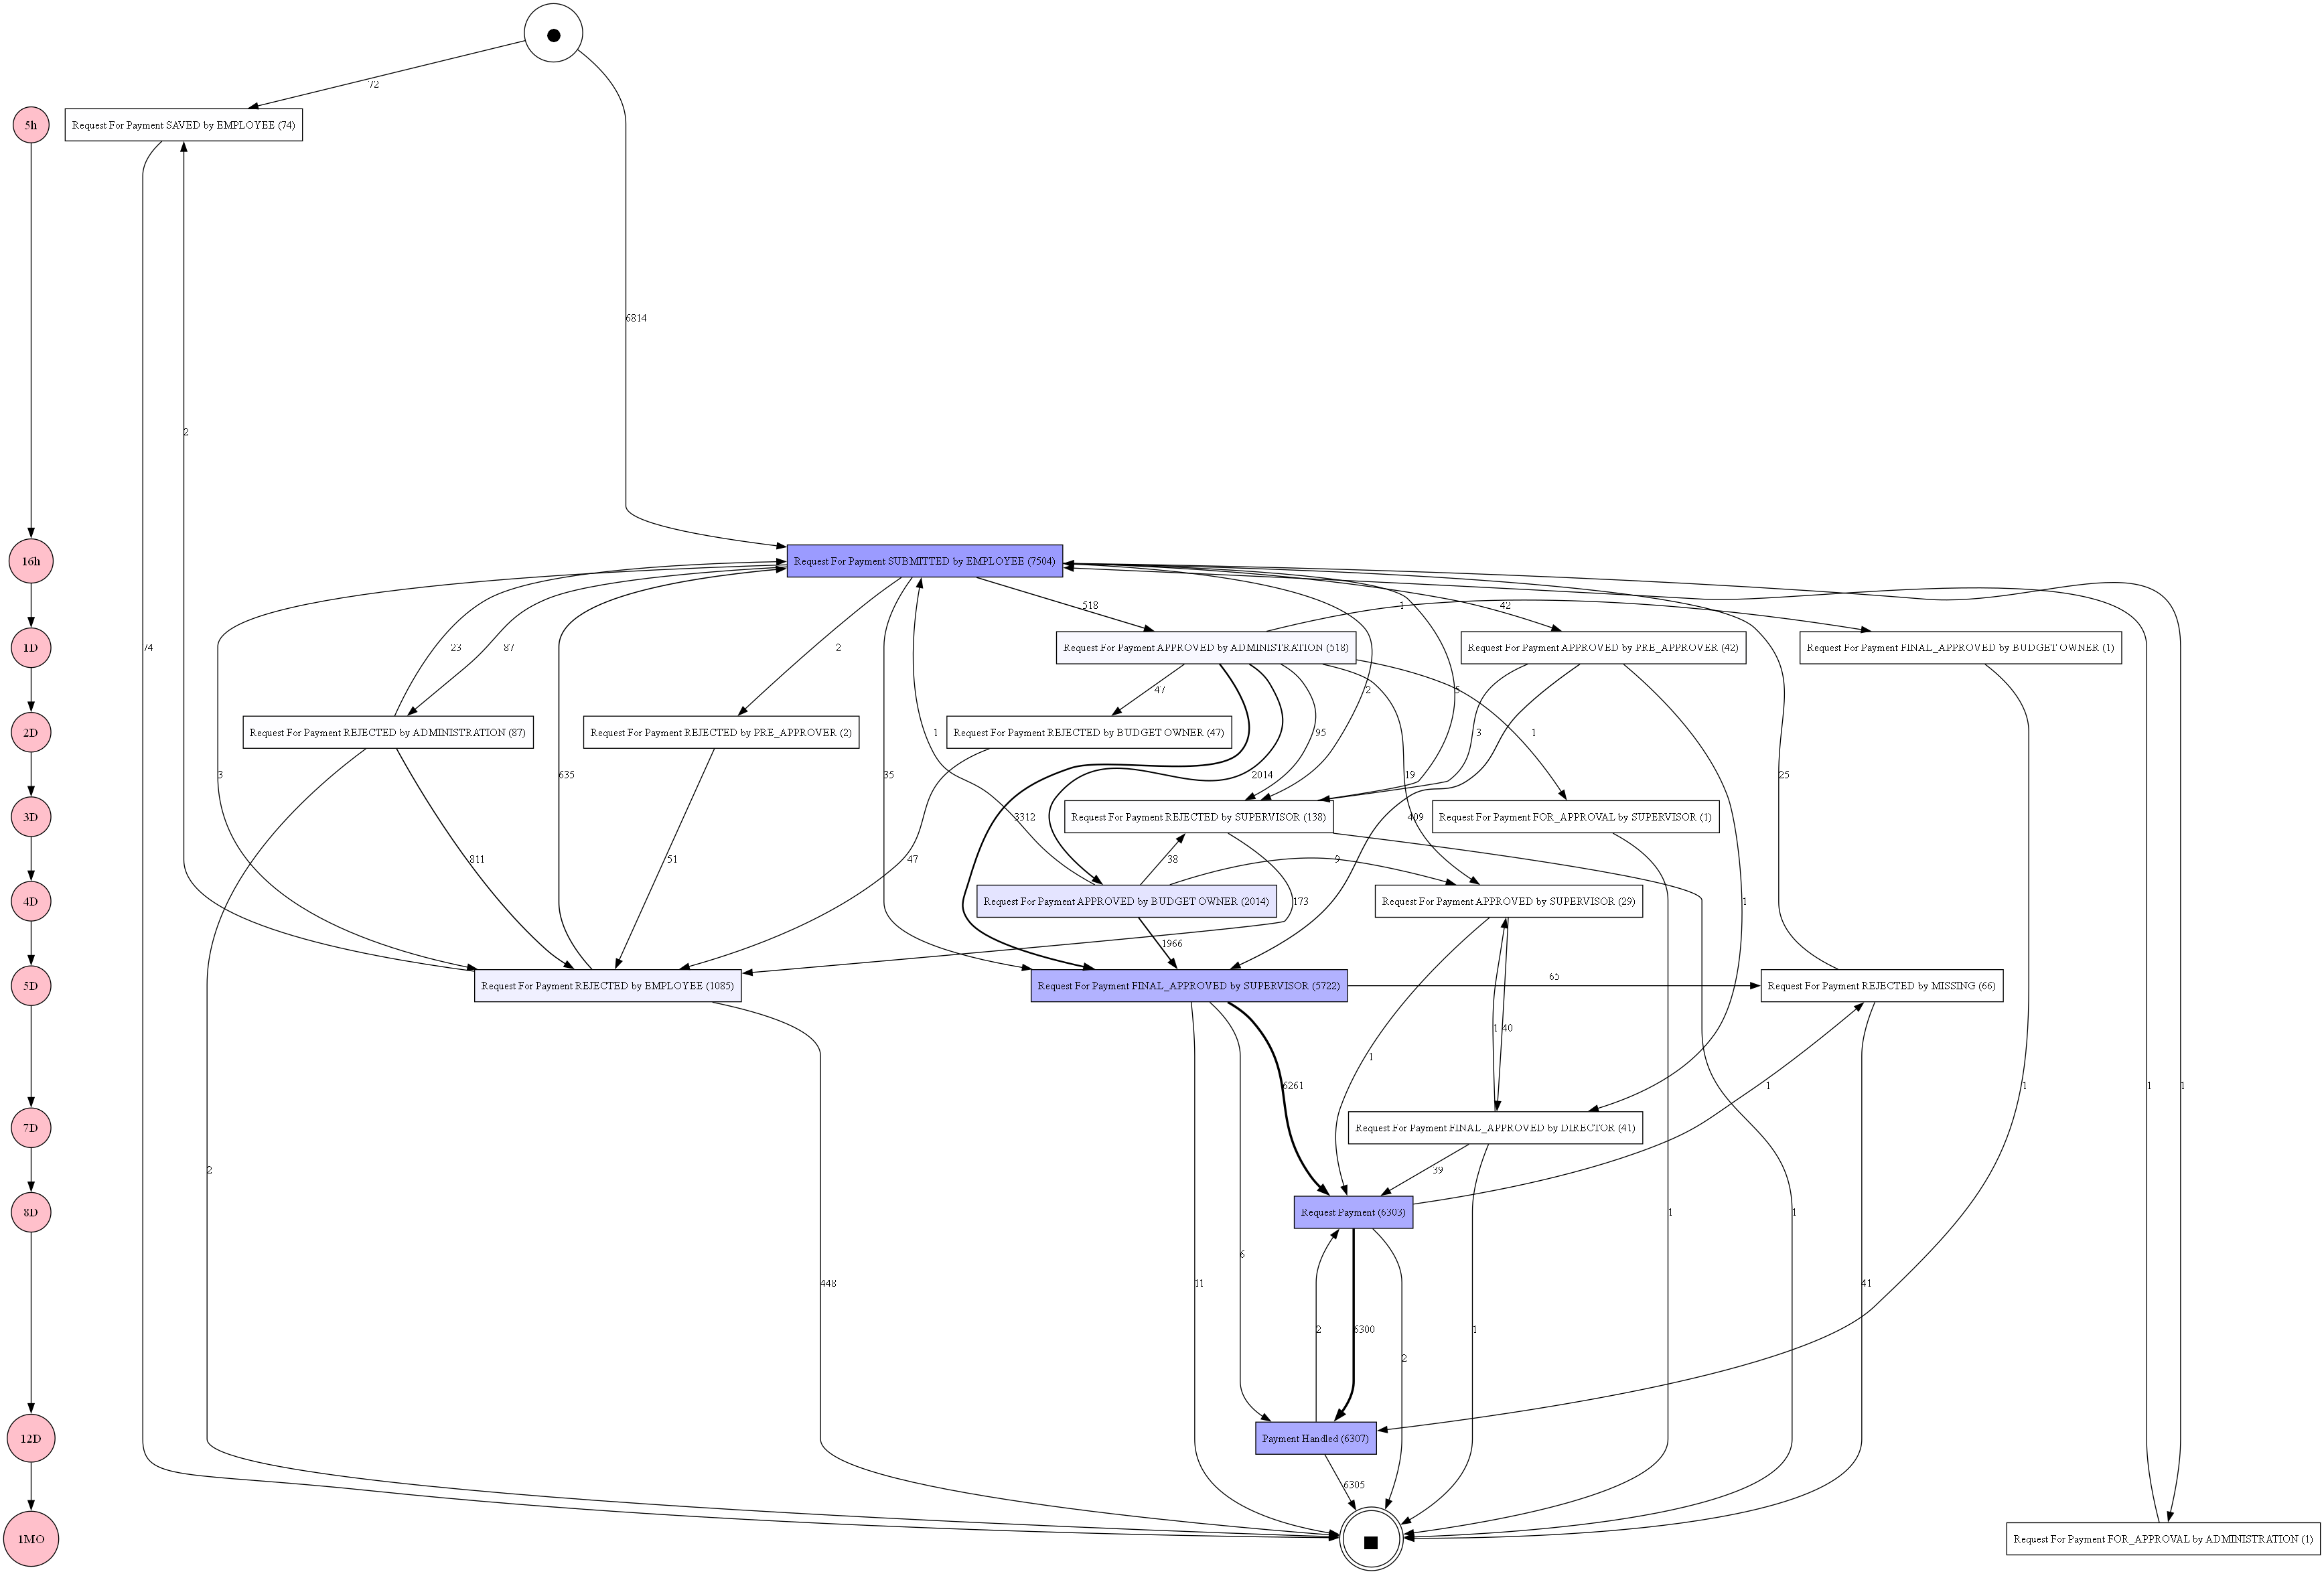 72
5h
Request For Payment SAVED by EMPLOYEE (74)
6814
2
16h
Request For Payment SUBMITTED by EMPLOYEE (7504)
518
1
42
1D
74
23
87
2
Request For Payment APPROVED by ADMINISTRATION (518)
Request For Payment APPROVED by PRE_APPROVER (42)
Request For Payment FINAL_APPROVED by BUDGET OWNER (1)
47
2
5
2D
Request For Payment REJECTED by ADMINISTRATION (87)
Request For Payment REJECTED by PRE_APPROVER (2)
Request For Payment REJECTED by BUDGET OWNER (47)
1
95
3
1
3
635
35
2014
19
25
3D
3312
Request For Payment REJECTED by SUPERVISOR (138)
409
Request For Payment FOR_APPROVAL by SUPERVISOR (1)
811
51
47
38
9
4D
Request For Payment APPROVED by BUDGET OWNER (2014)
173
Request For Payment APPROVED by SUPERVISOR (29)
1
1966
65
5D
Request For Payment REJECTED by EMPLOYEE (1085)
Request For Payment FINAL_APPROVED by SUPERVISOR (5722)
Request For Payment REJECTED by MISSING (66)
1
40
6261
1
1
1
1
1
7D
Request For Payment FINAL_APPROVED by DIRECTOR (41)
2
39
8D
Request Payment (6303)
1
1
6
448
11
41
2
6300
1
2
12D
Payment Handled (6307)
6305
1MO
Request For Payment FOR_APPROVAL by ADMINISTRATION (1)